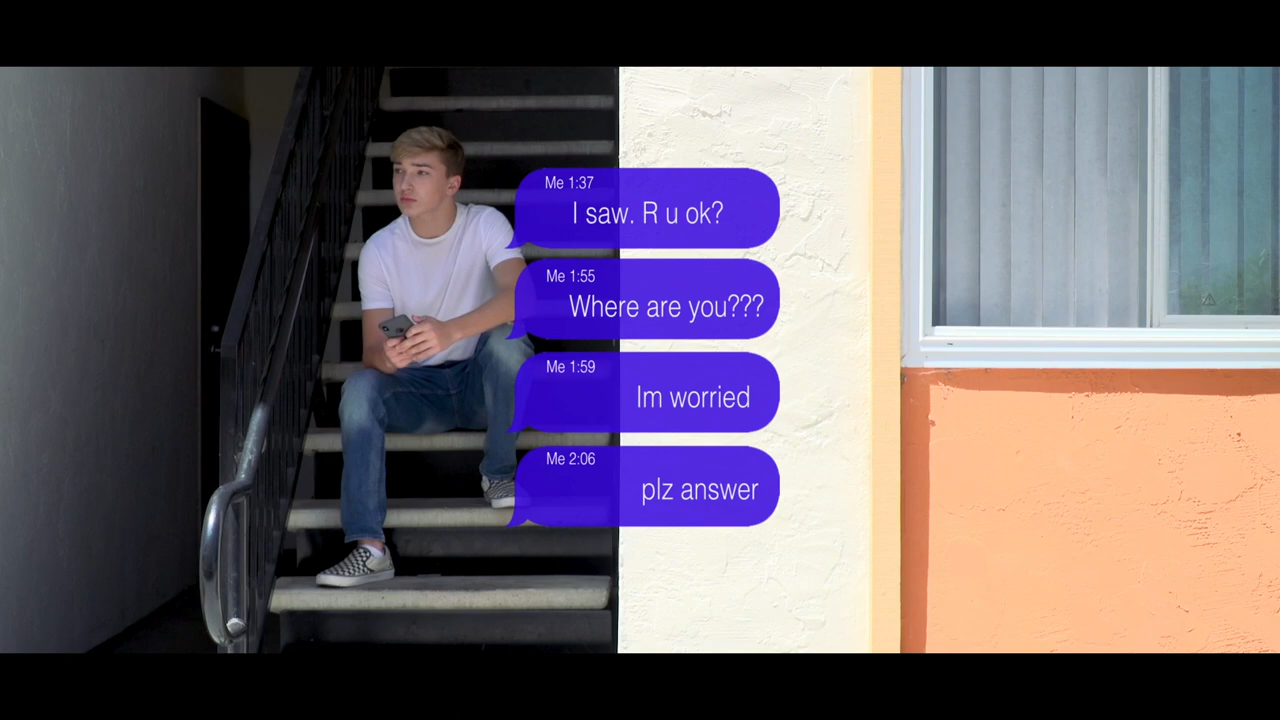 Me 1:37
I saw. R u ok?
Me 1:55
Where are you???
Me 1:59
Im worried
Me 2:06
plz answer